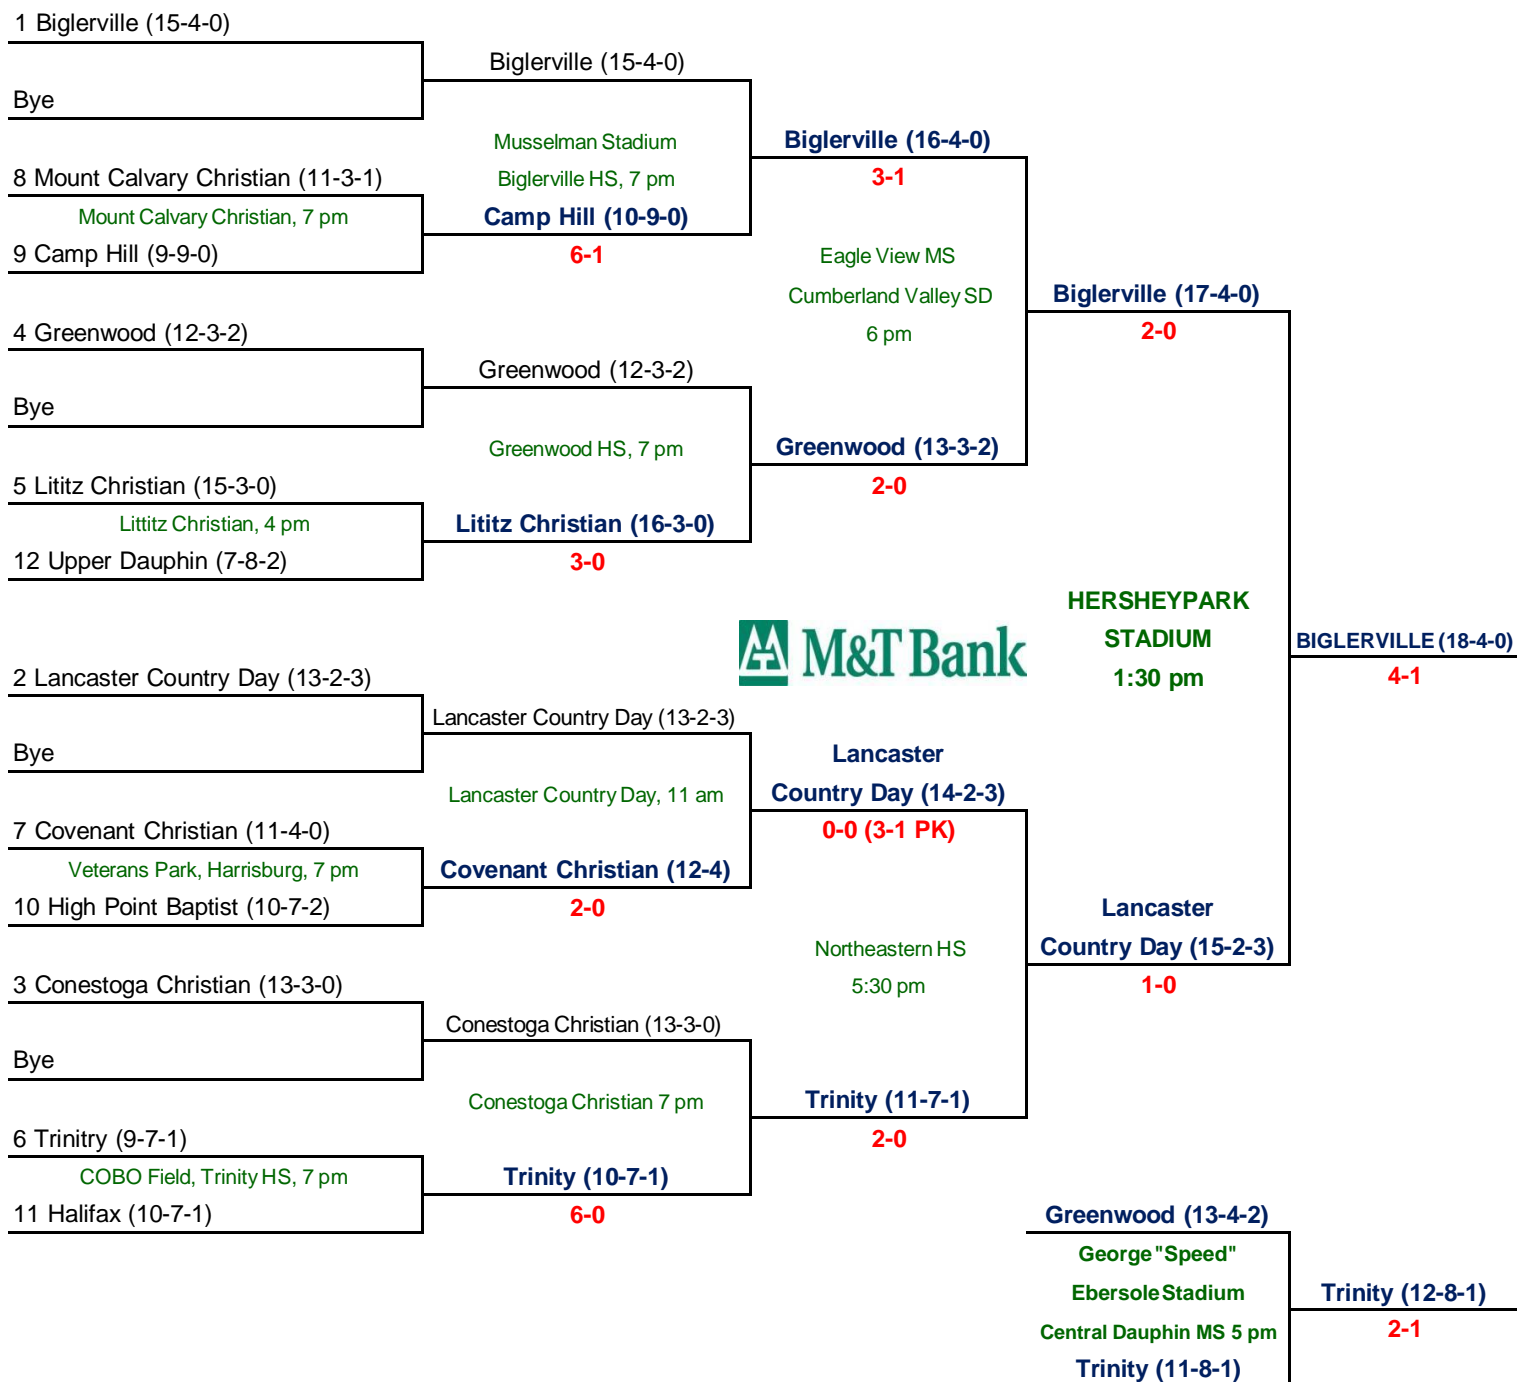 1 Biglerville (15-4-0)
Biglerville (15-4-0)
Bye
Musselman Stadium
Biglerville HS, 7 pm
Biglerville (16-4-0)
3-1
8 Mount Calvary Christian (11-3-1)
Mount Calvary Christian, 7 pm
Camp Hill (10-9-0)
6-1
9 Camp Hill (9-9-0)
Eagle View MS
Cumberland Valley SD
6 pm
Biglerville (17-4-0)
2-0
4 Greenwood (12-3-2)
Greenwood (12-3-2)
Bye
Greenwood HS, 7 pm
Greenwood (13-3-2)
2-0
5 Lititz Christian (15-3-0)
Littitz Christian, 4 pm
Lititz Christian (16-3-0)
3-0
12 Upper Dauphin (7-8-2)
HERSHEYPARK
STADIUM
1:30 pm
M&T Bank
BIGLERVILLE (18-4-0)
4-1
2 Lancaster Country Day (13-2-3)
Lancaster Country Day (13-2-3)
Bye
Lancaster Country Day, 11 am
Lancaster
Country Day (14-2-3)
0-0 (3-1 PK)
7 Covenant Christian (11-4-0)
Veterans Park, Harrisburg, 7 pm
Covenant Christian (12-4)
2-0
10 High Point Baptist (10-7-2)
Northeastern HS
5:30 pm
Lancaster
Country Day (15-2-3)
1-0
3 Conestoga Christian (13-3-0)
Conestoga Christian (13-3-0)
Bye
Conestoga Christian 7 pm
Trinity (11-7-1)
2-0
6 Trinitry (9-7-1)
COBO Field, Trinity HS, 7 pm
Trinity (10-7-1)
6-0
11 Halifax (10-7-1)
Greenwood (13-4-2)
George "Speed"
Ebersole Stadium
Central Dauphin MS 5 pm
Trinity (11-8-1)
Trinity (12-8-1)
2-1